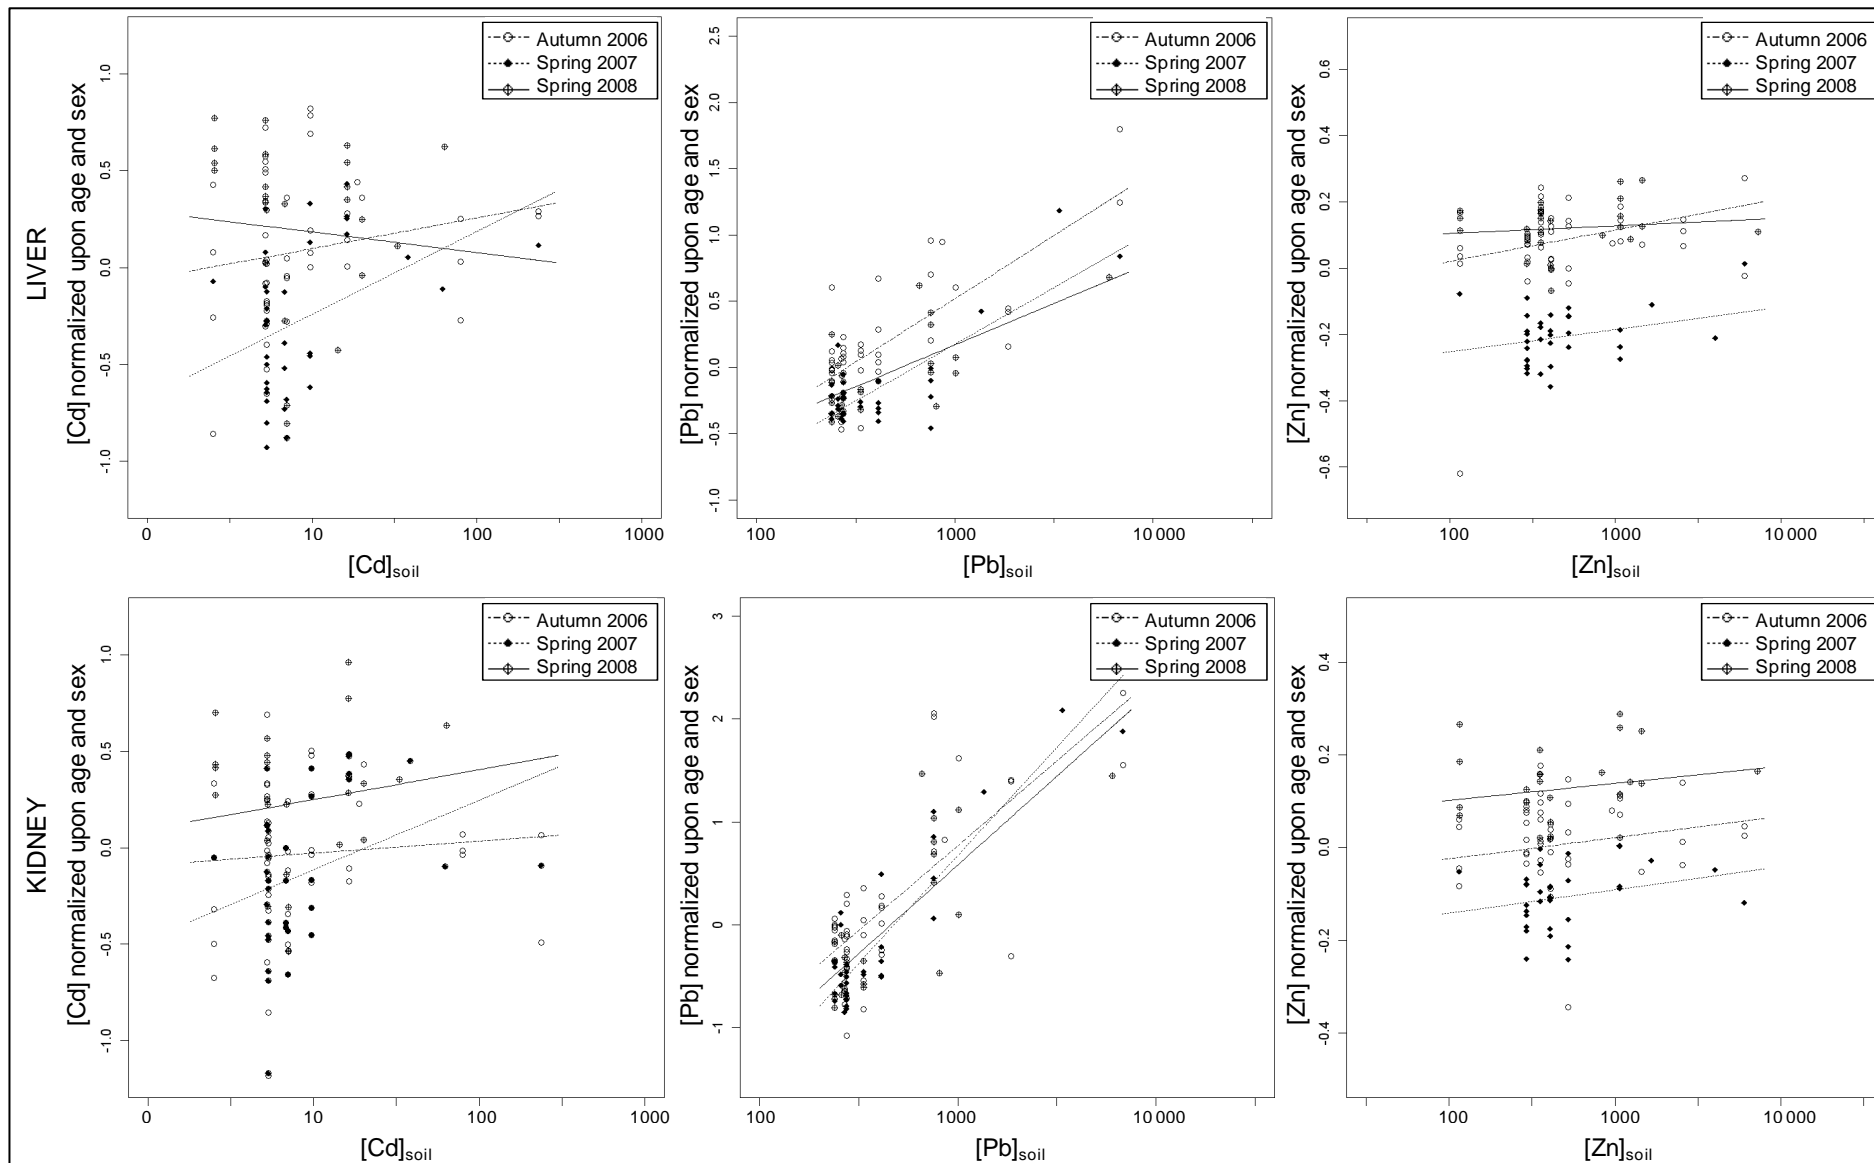 LIVER
[Cd] normalized upon age and sex
1.0
0.5
0.0
-0.5
-1.0
Autumn 2006
Spring 2007
Spring 2008
0 10 100 1000
[Cd]soil
[Pb] normalized upon age and sex
2.5
2.0
1.5
1.0
0.5
0.0
-0.5
-1.0
Autumn 2006
Spring 2007
Spring 2008
100 1000 10 000
[Pb]soil
[Zn] normalized upon age and sex
0.6
0.4
0.2
0.0
-0.2
-0.4
-0.6
Autumn 2006
Spring 2007
Spring 2008
100 1000 10 000
[Zn]soil
KIDNEY
[Cd] normalized upon age and sex
1.0
0.5
0.0
-0.5
-1.0
Autumn 2006
Spring 2007
Spring 2008
0 10 100 1000
[Cd]soil
[Pb] normalized upon age and sex
3
2
1
0
-1
Autumn 2006
Spring 2007
Spring 2008
100 1000 10 000
[Pb]soil
[Zn] normalized upon age and sex
0.4
0.2
0.0
-0.2
-0.4
Autumn 2006
Spring 2007
Spring 2008
100 1000 10 000
[Zn]soil